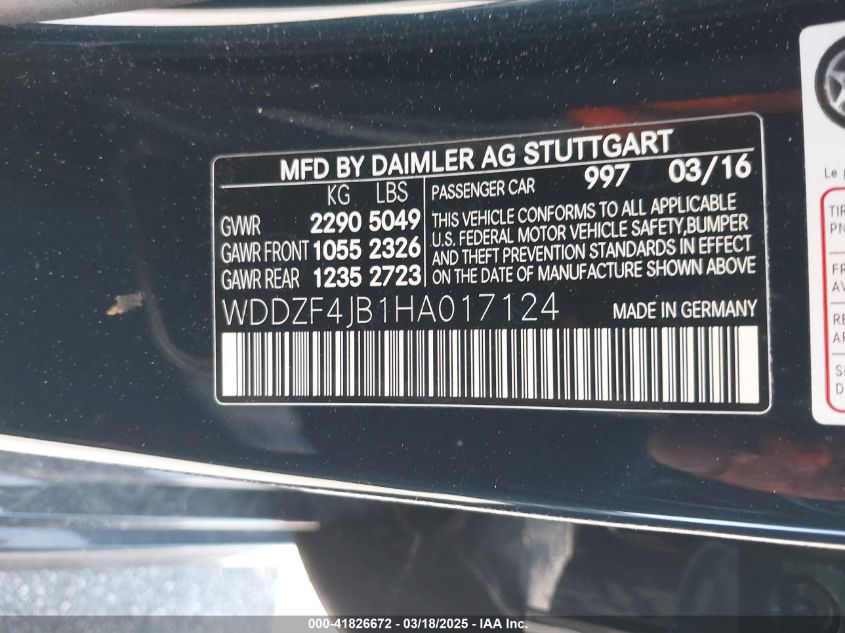 MFD BY DAIMLER AG STUTTGART
KG LBS
GVWR 2290 5049
GAWR FRONT 1055 2326
GAWR REAR 1235 2723
PASSENGER CAR 997 03/16
THIS VEHICLE CONFORMS TO ALL APPLICABLE
U.S. FEDERAL MOTOR VEHICLE SAFETY,BUMPER
AND THEFT PREVENTION STANDARDS IN EFFECT
ON THE DATE OF MANUFACTURE SHOWN ABOVE
WDDZF4JB1HA017124 MADE IN GERMANY
Le
000-41826672 - 03/18/2025 - IAA Inc.